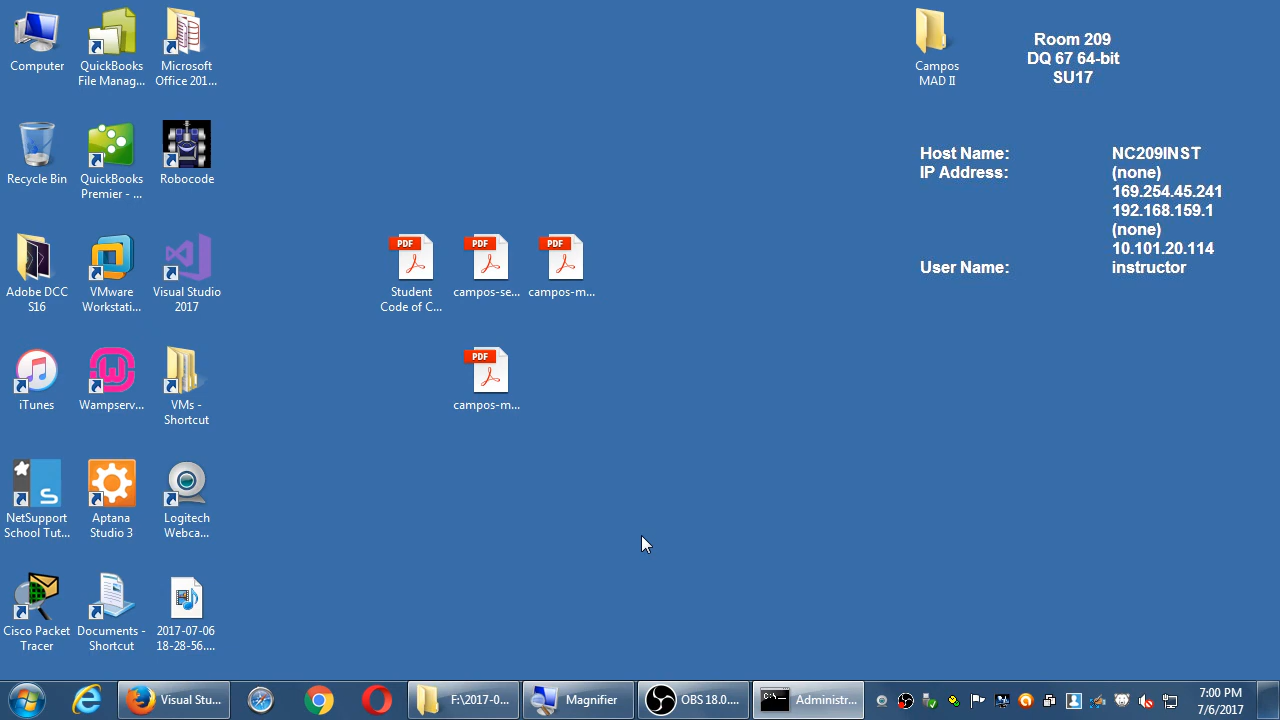 Computer
QuickBooks
File Manag...
Microsoft
Office 201...
Campos
MAD II
Room 209
DQ 67 64-bit
SU17
Recycle Bin
QuickBooks
Premier - ...
Robocode
Host Name:
NC209INST
IP Address:
(none)
169.254.45.241
192.168.159.1
(none)
10.101.20.114
User Name:
instructor
Adobe DCC
S16
VMware
Workstati...
Visual Studio
2017
PDF
Student
Code of C...
PDF
campos-se...
PDF
campos-m...
iTunes
Wampserv...
VMs -
Shortcut
PDF
campos-m...
NetSupport
School Tut...
Aptana
Studio 3
Logitech
Webca...
Cisco Packet
Tracer
Documents -
Shortcut
2017-07-06
18-28-56....
Visual Stu...
F:\2017-0...
Magnifier
OBS 18.0....
C:\
Administr...
7:00 PM
7/6/2017